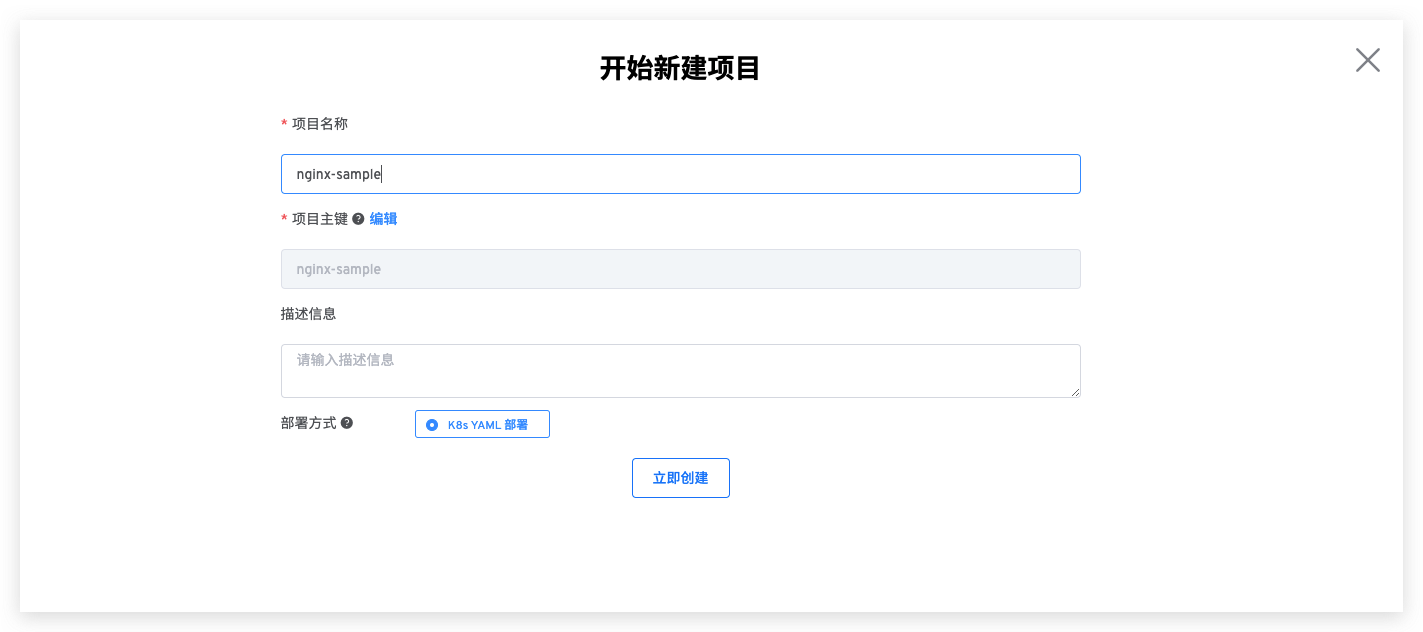 开始新建项目
* 项目名称
nginx-sample
* 项目主键 ? 编辑
nginx-sample
描述信息
请输入描述信息
部署方式 ? K8s YAML 部署
立即创建